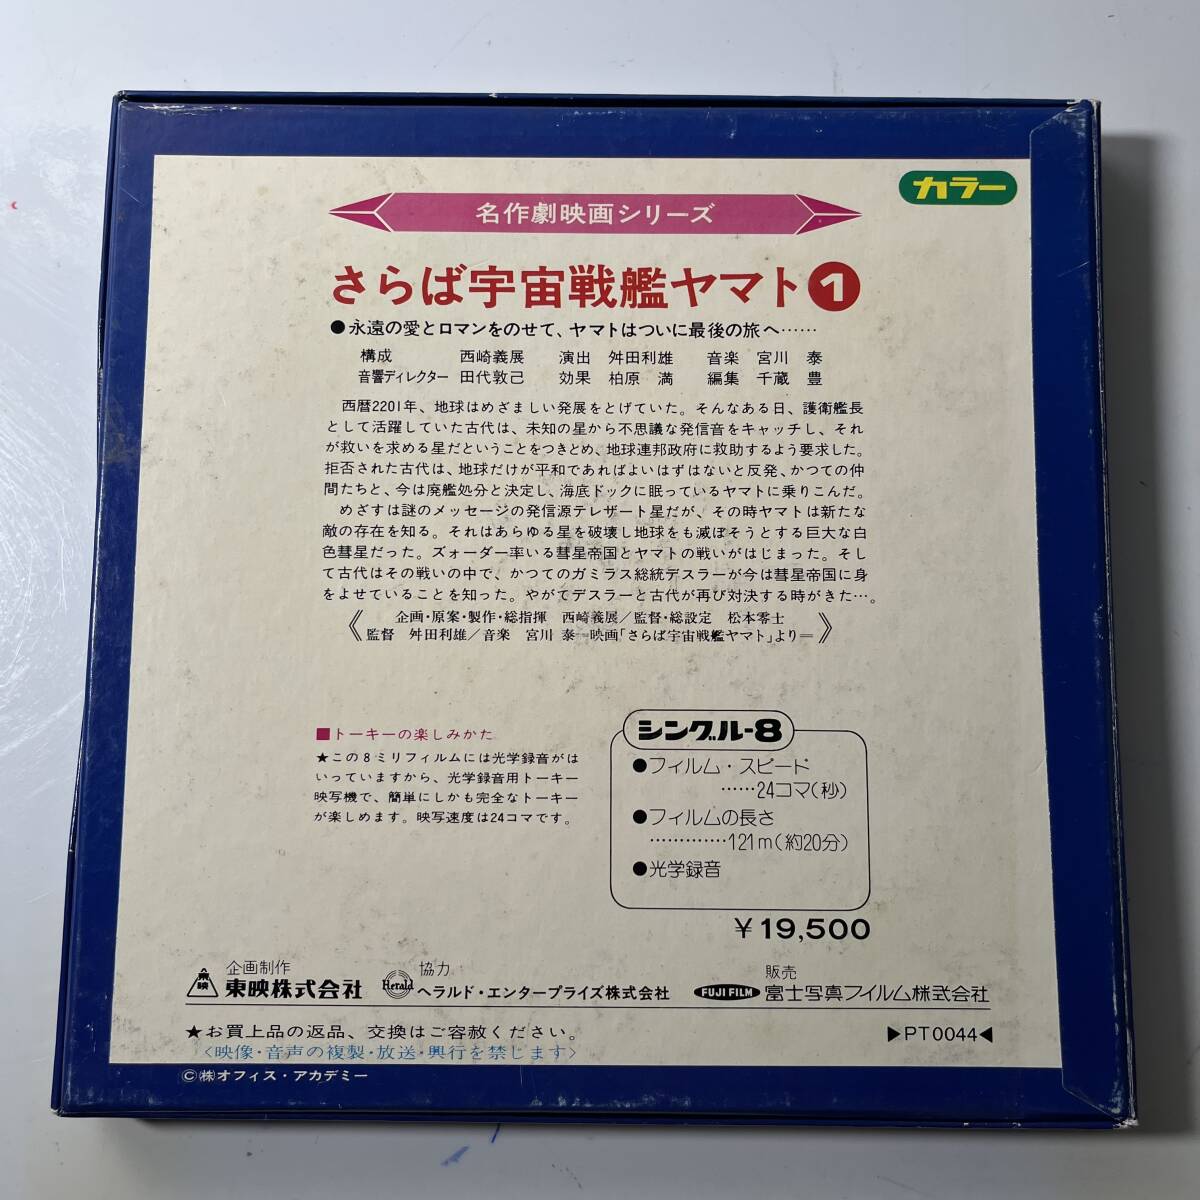 カラー
名作劇映画シリーズ
さらば宇宙戦艦ヤマト1
●永遠の愛とロマンをのせて、ヤマトはついに最後の旅へ……
構成 西崎義展 演出 舛田利雄 音楽 宮川 泰
音響ディレクター 田代敦己 効果 柏原 満 編集 千蔵 豊
西暦2201年、地球はめざましい発展をとげていた。そんなある日、護衛艦長
として活躍していた古代は、未知の星から不思議な発信音をキャッチし、それ
が救いを求める星だということをつきとめ、地球連邦政府に救助するよう要求した。
拒否された古代は、地球だけが平和であればよいはずはないと反発、かつての仲
間たちと、今は廃艦処分と決定し、海底ドックに眠っているヤマトに乗りこんだ。
めざすは謎のメッセージの発信源テレザート星だが、その時ヤマトは新たな
敵の存在を知る。それはあらゆる星を破壊し地球をも滅ぼそうとする巨大な白
色彗星だった。ズォーダー率いる彗星帝国とヤマトの戦いがはじまった。そし
て古代はその戦いの中で、かつてのガミラス総統デスラーが今は彗星帝国に身
をよせていることを知った。やがてデスラーと古代が再び対決する時がきた…。
《企画・原案・製作・総指揮 西崎義展／監督・総設定 松本零士
監督 舛田利雄／音楽 宮川 泰―映画「さらば宇宙戦艦ヤマト」より＝》
■トーキーの楽しみかた
★この8ミリフィルムには光学録音がは
いっていますから、光学録音用トーキー
映写機で、簡単にしかも完全なトーキー
が楽しめます。映写速度は24コマです。
シングル-8
●フィルム・スピード
……24コマ(秒)
●フィルムの長さ
…………121m(約20分)
●光学録音
￥19,500
企画制作
東映 東映株式会社
協力
Herald ヘラルド・エンタープライズ株式会社
販売
FUJI FILM 富士写真フイルム株式会社
★お買上品の返品、交換はご容赦ください。
▶PT0044◀
〈映像・音声の複製・放送・興行を禁じます〉
©㈱オフィス・アカデミー